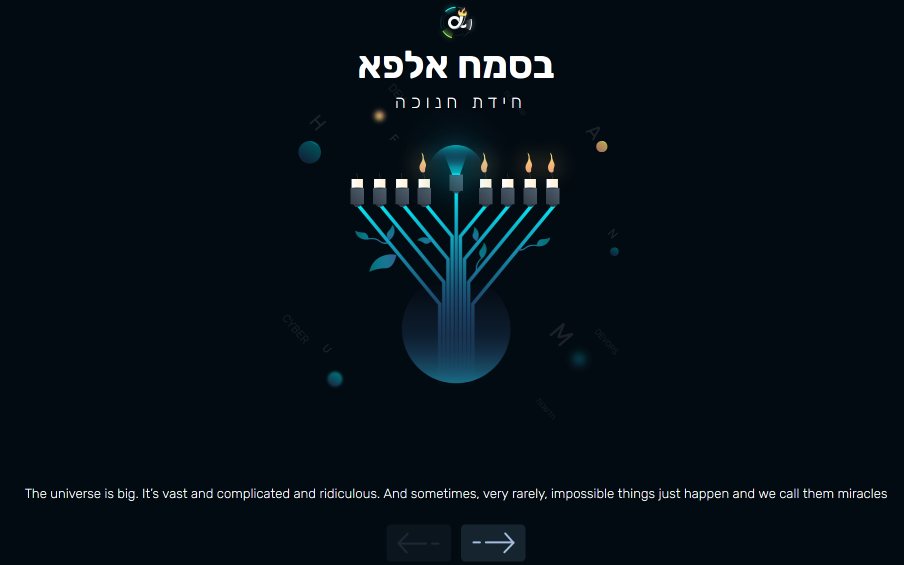 בסמח אלפא
חידת חנוכה
H
F
A
N
CYBER
U
M
DEVOPS
The universe is big. It's vast and complicated and ridiculous. And sometimes, very rarely, impossible things just happen and we call them miracles